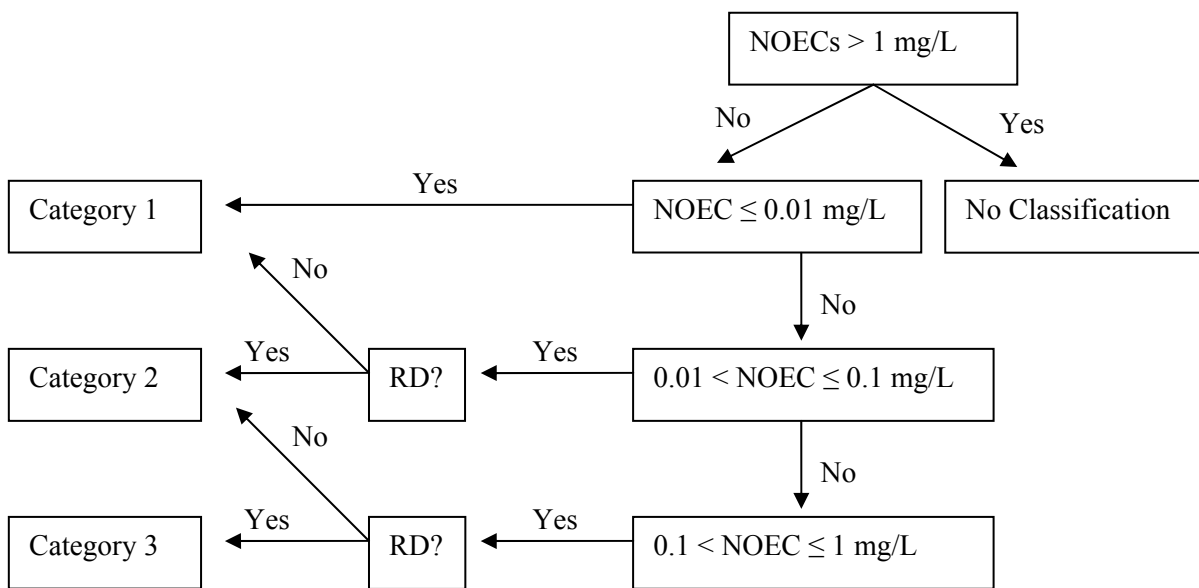 NOECs > 1 mg/L
No
Yes
Yes
Category 1
NOEC ≤ 0.01 mg/L
No Classification
No
No
Category 2
Yes
RD?
Yes
0.01 < NOEC ≤ 0.1 mg/L
No
No
Category 3
Yes
RD?
Yes
0.1 < NOEC ≤ 1 mg/L